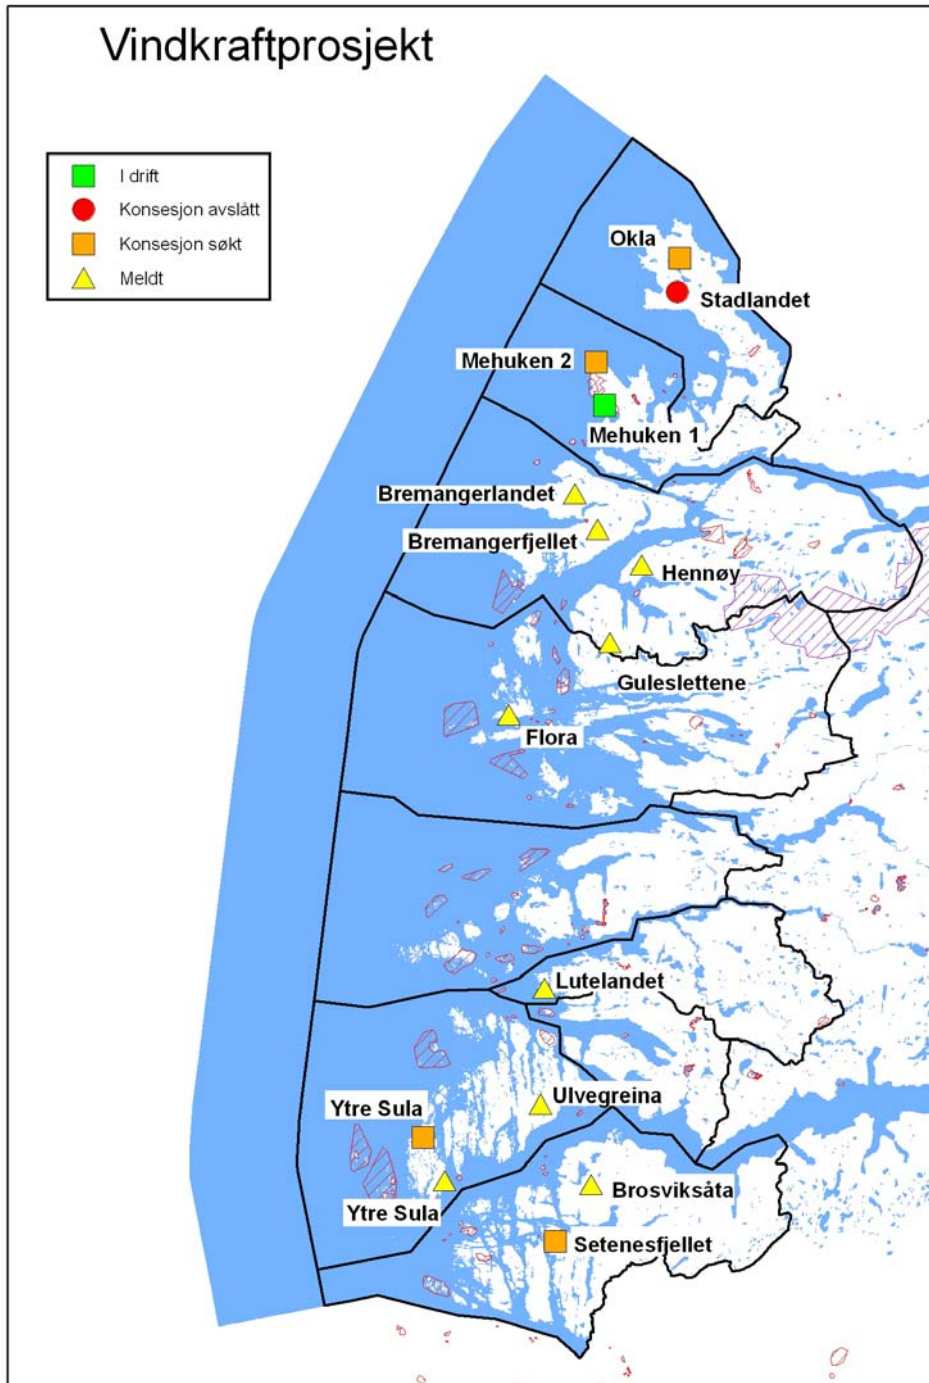 Vindkraftprosjekt
I drift
Konsesjon avslått
Konsesjon søkt
Meldt
Okla
Stadlandet
Mehuken 2
Mehuken 1
Bremangerlandet
Bremangerfjellet
Hennøy
Guleslettene
Flora
Lutelandet
Ulvegreina
Ytre Sula
Brosviksåta
Ytre Sula
Setenesfjellet